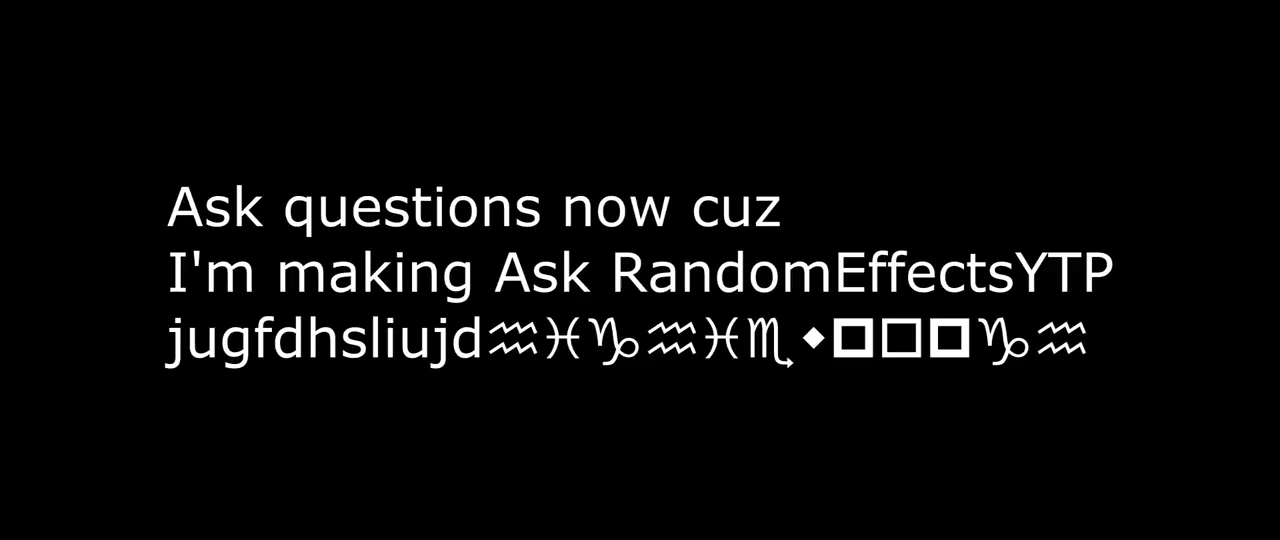 Ask questions now cuz
I'm making Ask RandomEffectsYTP
jugfdhsliujd♒♓♑♒♓♏⬥◻□◻♑♒